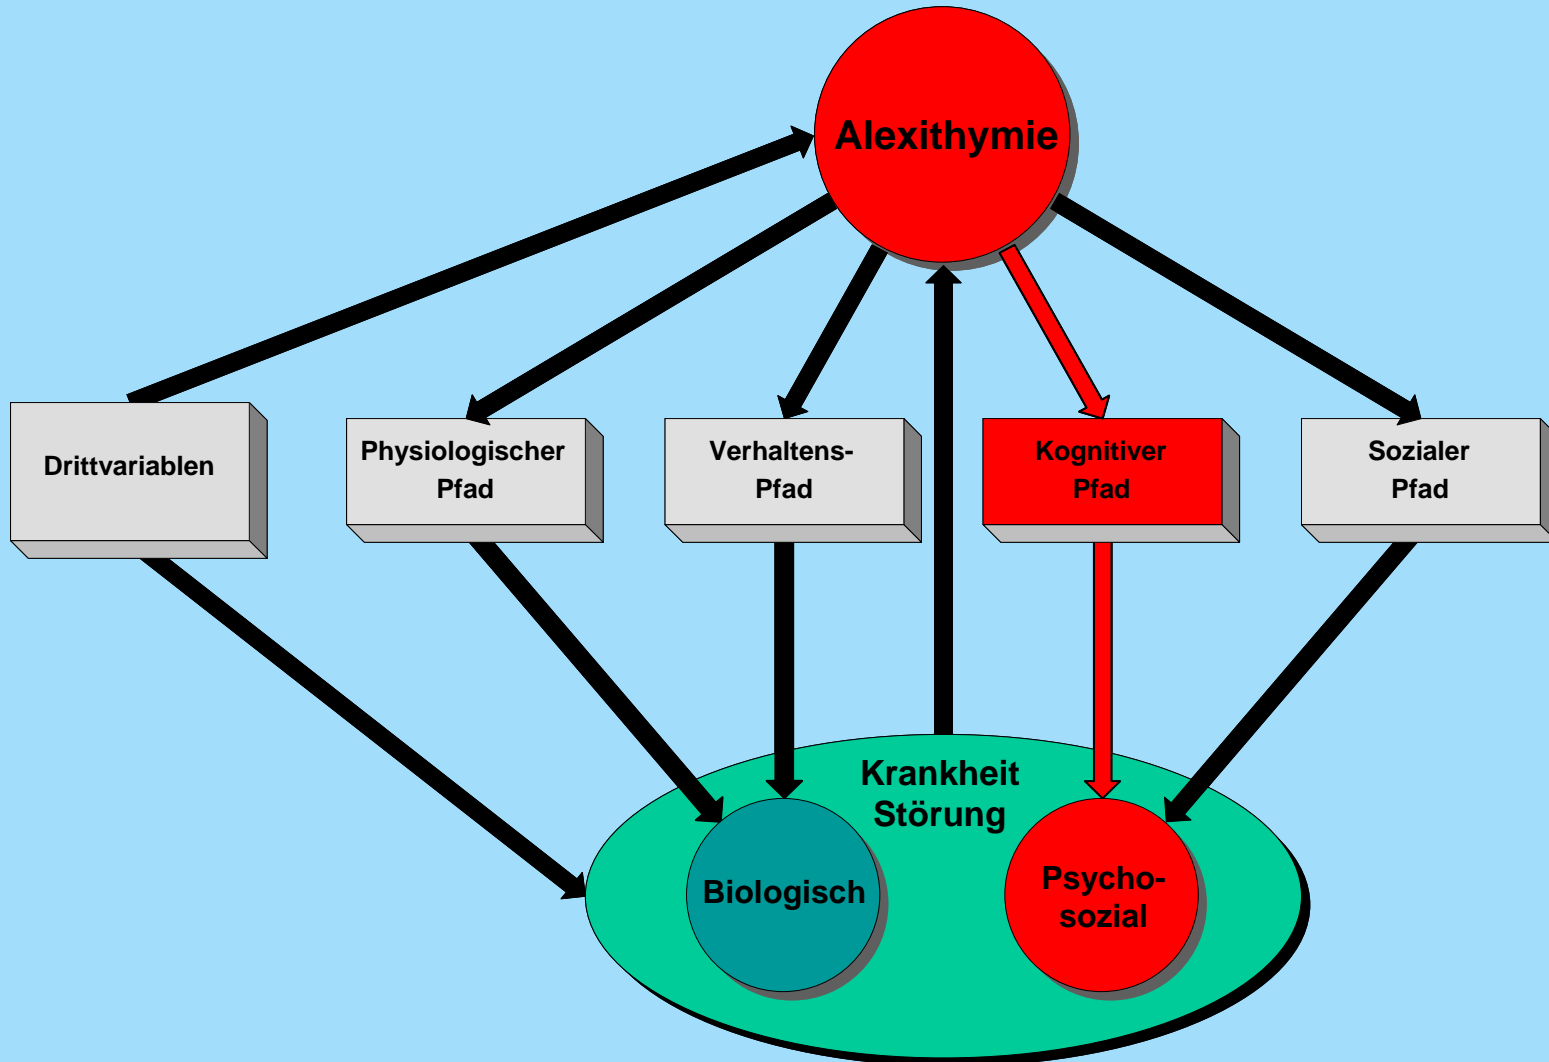 Alexithymie
Drittvariablen
Physiologischer
Pfad
Verhaltens-
Pfad
Kognitiver
Pfad
Sozialer
Pfad
Krankheit
Störung
Biologisch
Psycho-
sozial